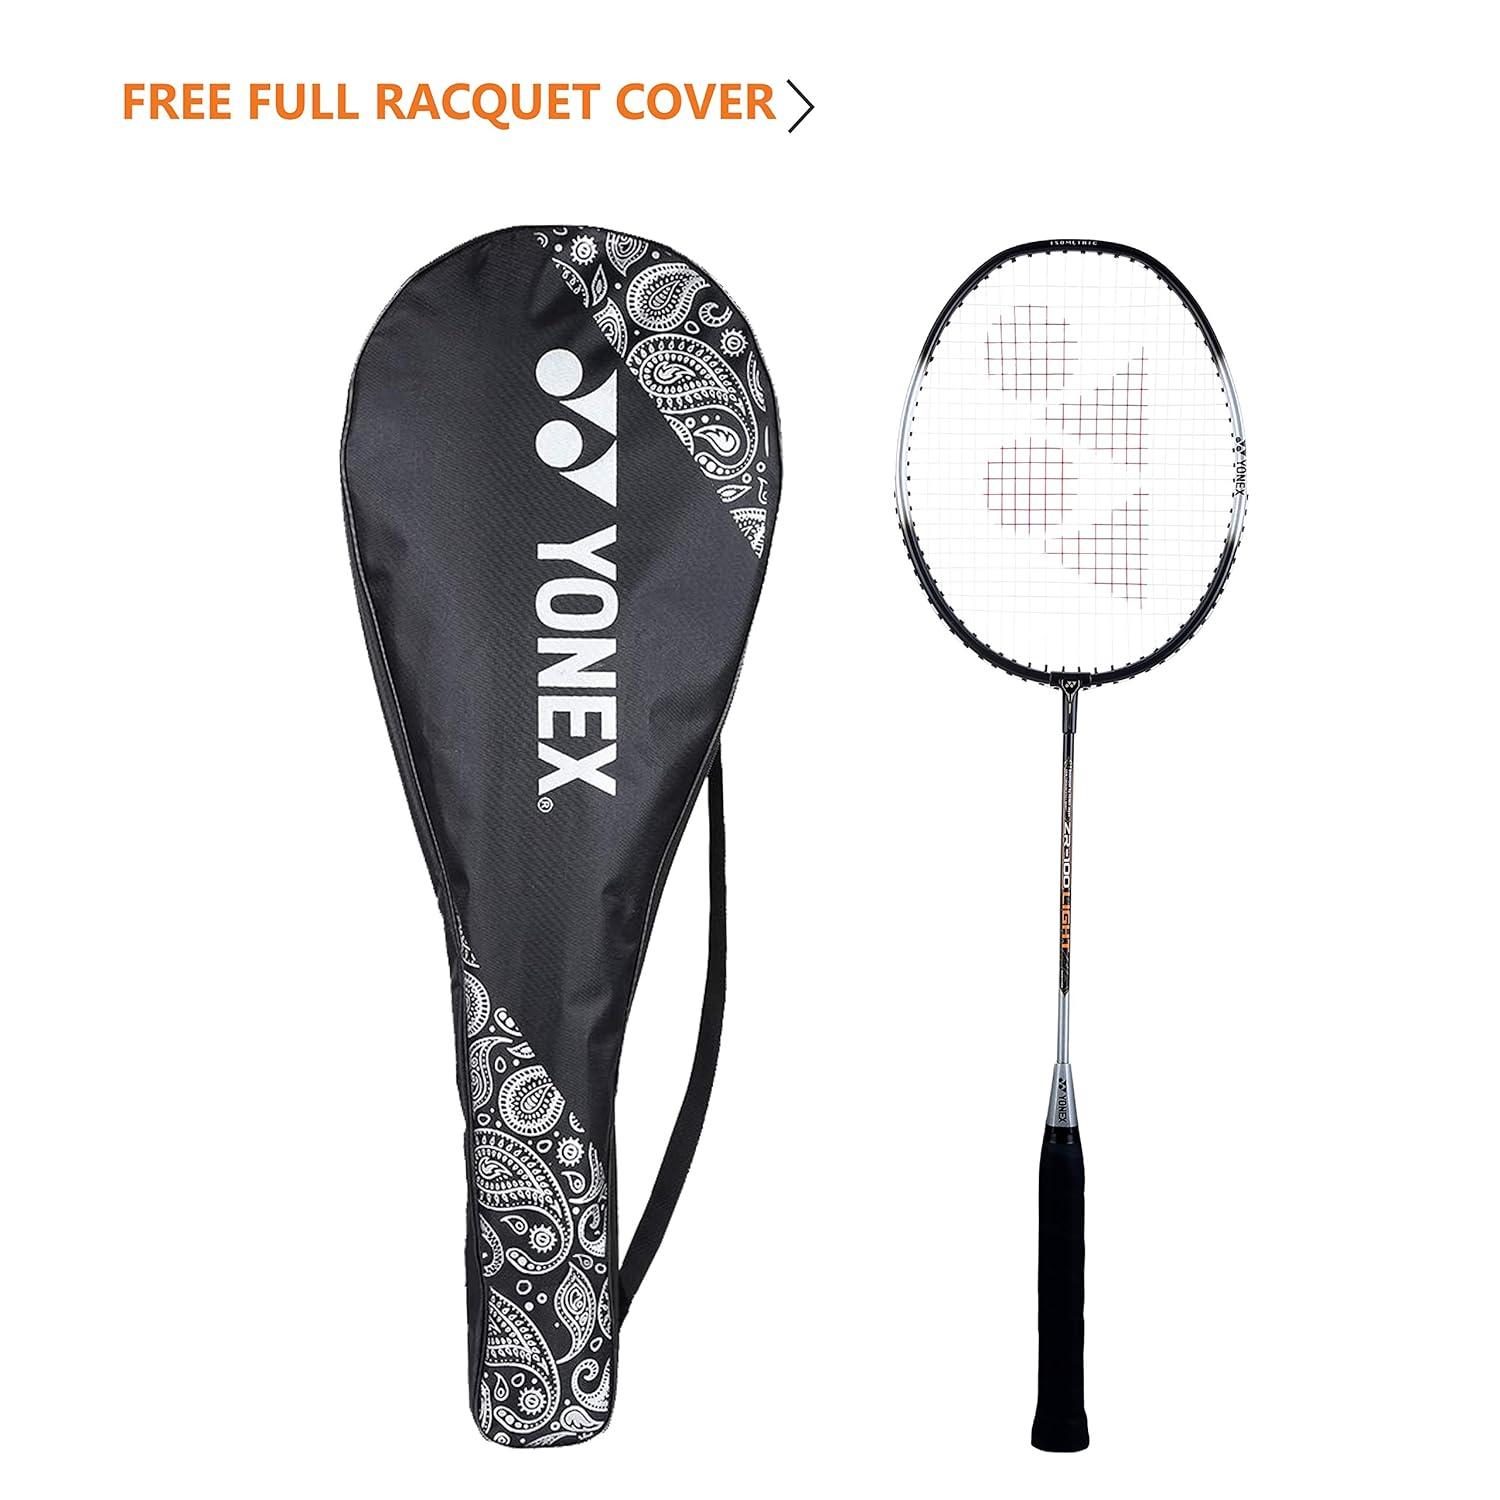 FREE FULL RACQUET COVER
YONEX®
ISOMETRIC
YONEX
ZR-100 LIGHT
YONEX